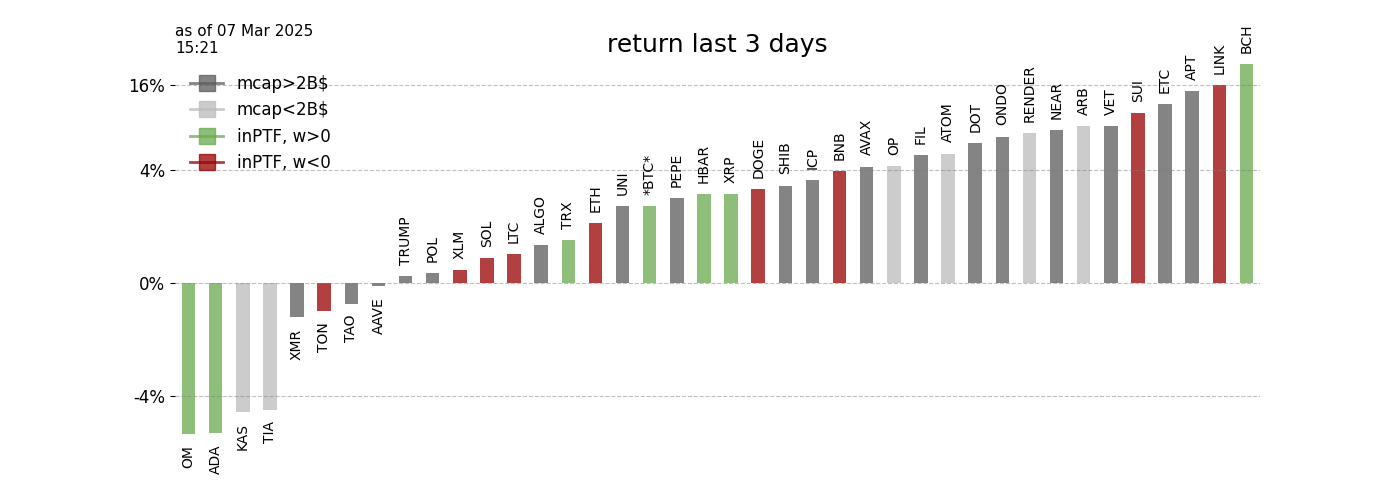 as of 07 Mar 2025
15:21
return last 3 days
mcap>2B$
mcap<2B$
inPTF, w>0
inPTF, w<0
16%
4%
0%
-4%
OM
ADA
KAS
TIA
XMR
TON
TAO
AAVE
TRUMP
POL
XLM
SOL
LTC
ALGO
TRX
ETH
UNI
*BTC*
PEPE
HBAR
XRP
DOGE
SHIB
ICP
BNB
AVAX
OP
FIL
ATOM
DOT
ONDO
RENDER
NEAR
ARB
VET
SUI
ETC
APT
LINK
BCH